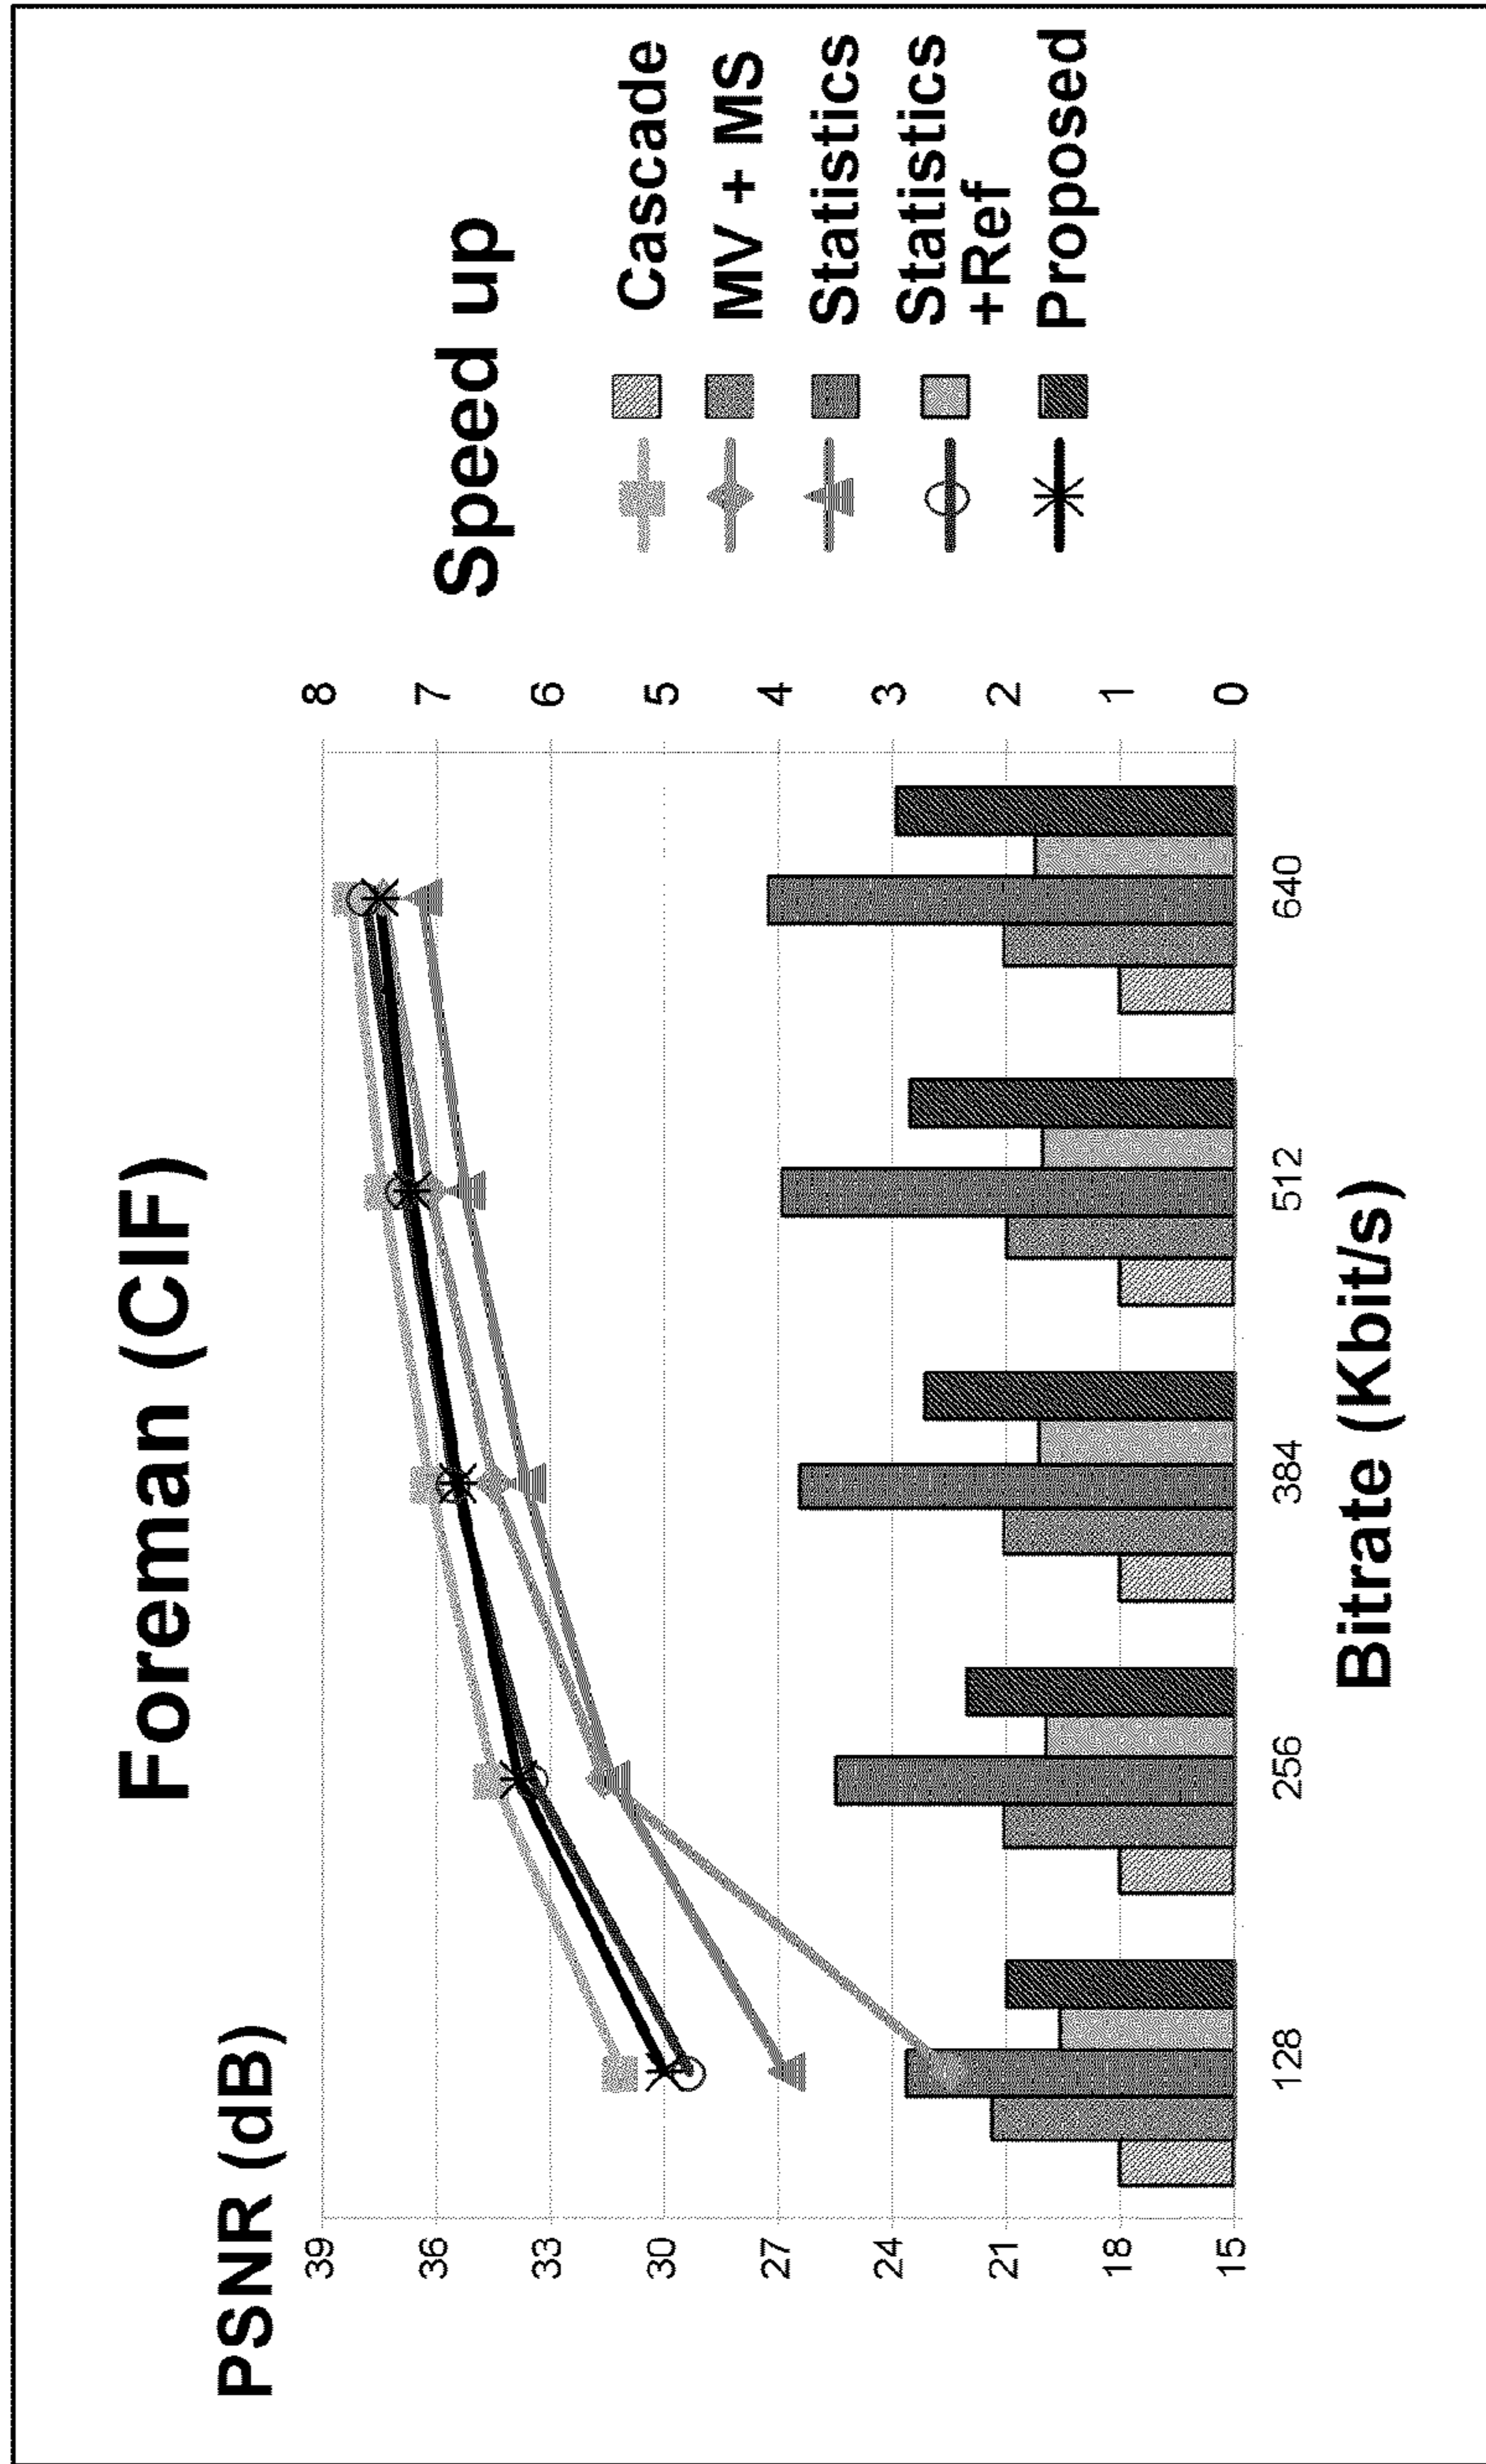 Foreman (CIF)
PSNR (dB)
Speed up
39
36
33
30
27
24
21
18
15
8
7
6
5
4
3
2
1
0
128
256
384
512
640
Bitrate (Kbit/s)
Cascade
MV + MS
Statistics
Statistics
+Ref
Proposed